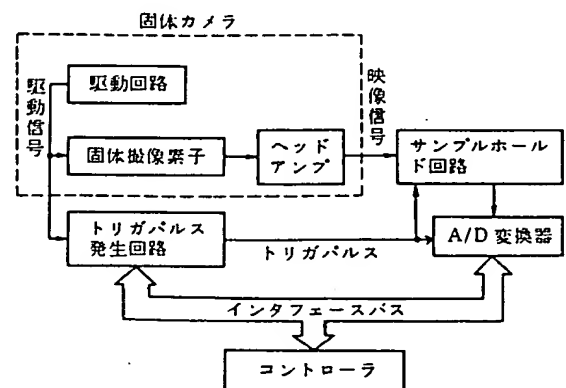 固体カメラ
駆動回路
駆動信号
映像信号
固体撮像素子
ヘッド
アンプ
サンプルホール
ド回路
トリガパルス
発生回路
トリガパルス
A/D変換器
インタフェースバス
コントローラ